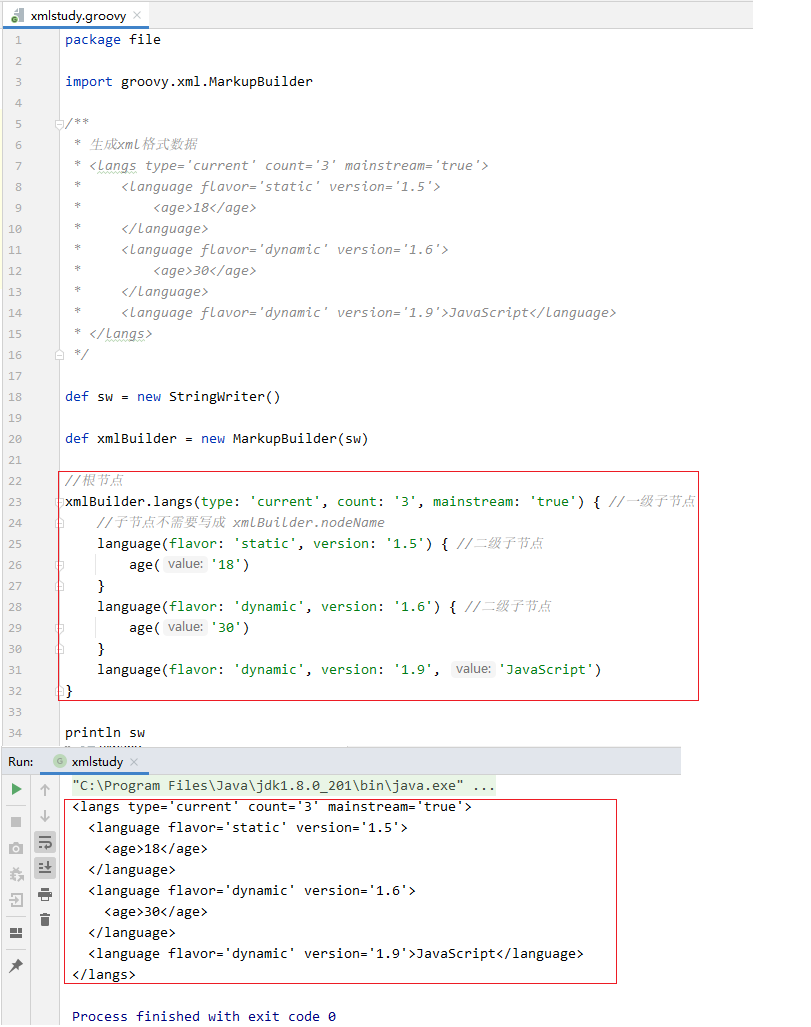 xmlstudy.groovy
1 package file
2
3 import groovy.xml.MarkupBuilder
4
5 /**
6  * 生成xml格式数据
7  * <langs type='current' count='3' mainstream='true'>
8  *     <language flavor='static' version='1.5'>
9  *         <age>18</age>
10  *     </language>
11  *     <language flavor='dynamic' version='1.6'>
12  *         <age>30</age>
13  *     </language>
14  *     <language flavor='dynamic' version='1.9'>JavaScript</language>
15  * </langs>
16  */
17
18 def sw = new StringWriter()
19
20 def xmlBuilder = new MarkupBuilder(sw)
21
22 //根节点
23 xmlBuilder.langs(type: 'current', count: '3', mainstream: 'true') { //一级子节点
24     //子节点不需要写成 xmlBuilder.nodeName
25     language(flavor: 'static', version: '1.5') { //二级子节点
26         age( value: '18')
27     }
28     language(flavor: 'dynamic', version: '1.6') { //二级子节点
29         age( value: '30')
30     }
31     language(flavor: 'dynamic', version: '1.9', value: 'JavaScript')
32 }
33
34 println sw
Run: xmlstudy
"C:\Program Files\Java\jdk1.8.0_201\bin\java.exe" ...
<langs type='current' count='3' mainstream='true'>
  <language flavor='static' version='1.5'>
    <age>18</age>
  </language>
  <language flavor='dynamic' version='1.6'>
    <age>30</age>
  </language>
  <language flavor='dynamic' version='1.9'>JavaScript</language>
</langs>
Process finished with exit code 0